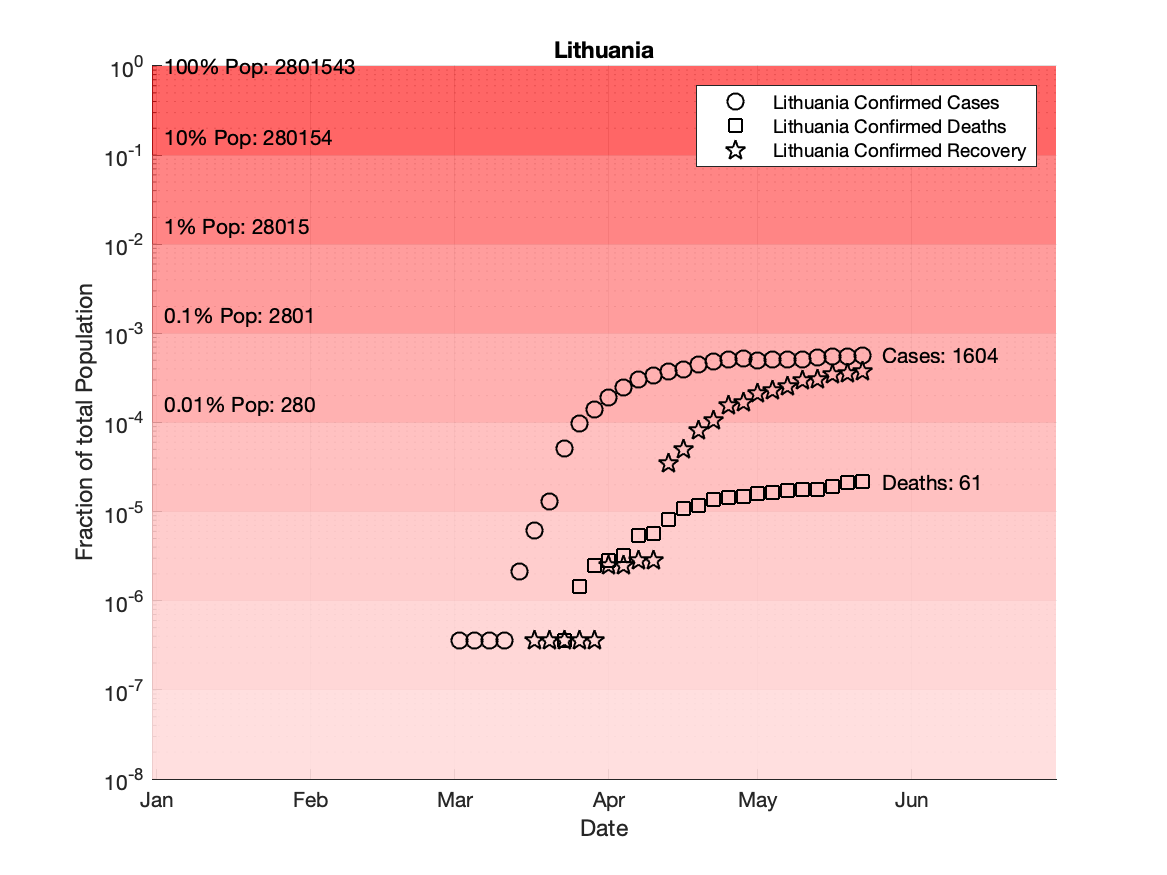 Lithuania
10^0
10^-1
10^-2
10^-3
10^-4
10^-5
10^-6
10^-7
10^-8
Fraction of total Population
100% Pop: 2801543
10% Pop: 280154
1% Pop: 28015
0.1% Pop: 2801
0.01% Pop: 280
Lithuania Confirmed Cases
Lithuania Confirmed Deaths
Lithuania Confirmed Recovery
Cases: 1604
Deaths: 61
Jan Feb Mar Apr May Jun
Date